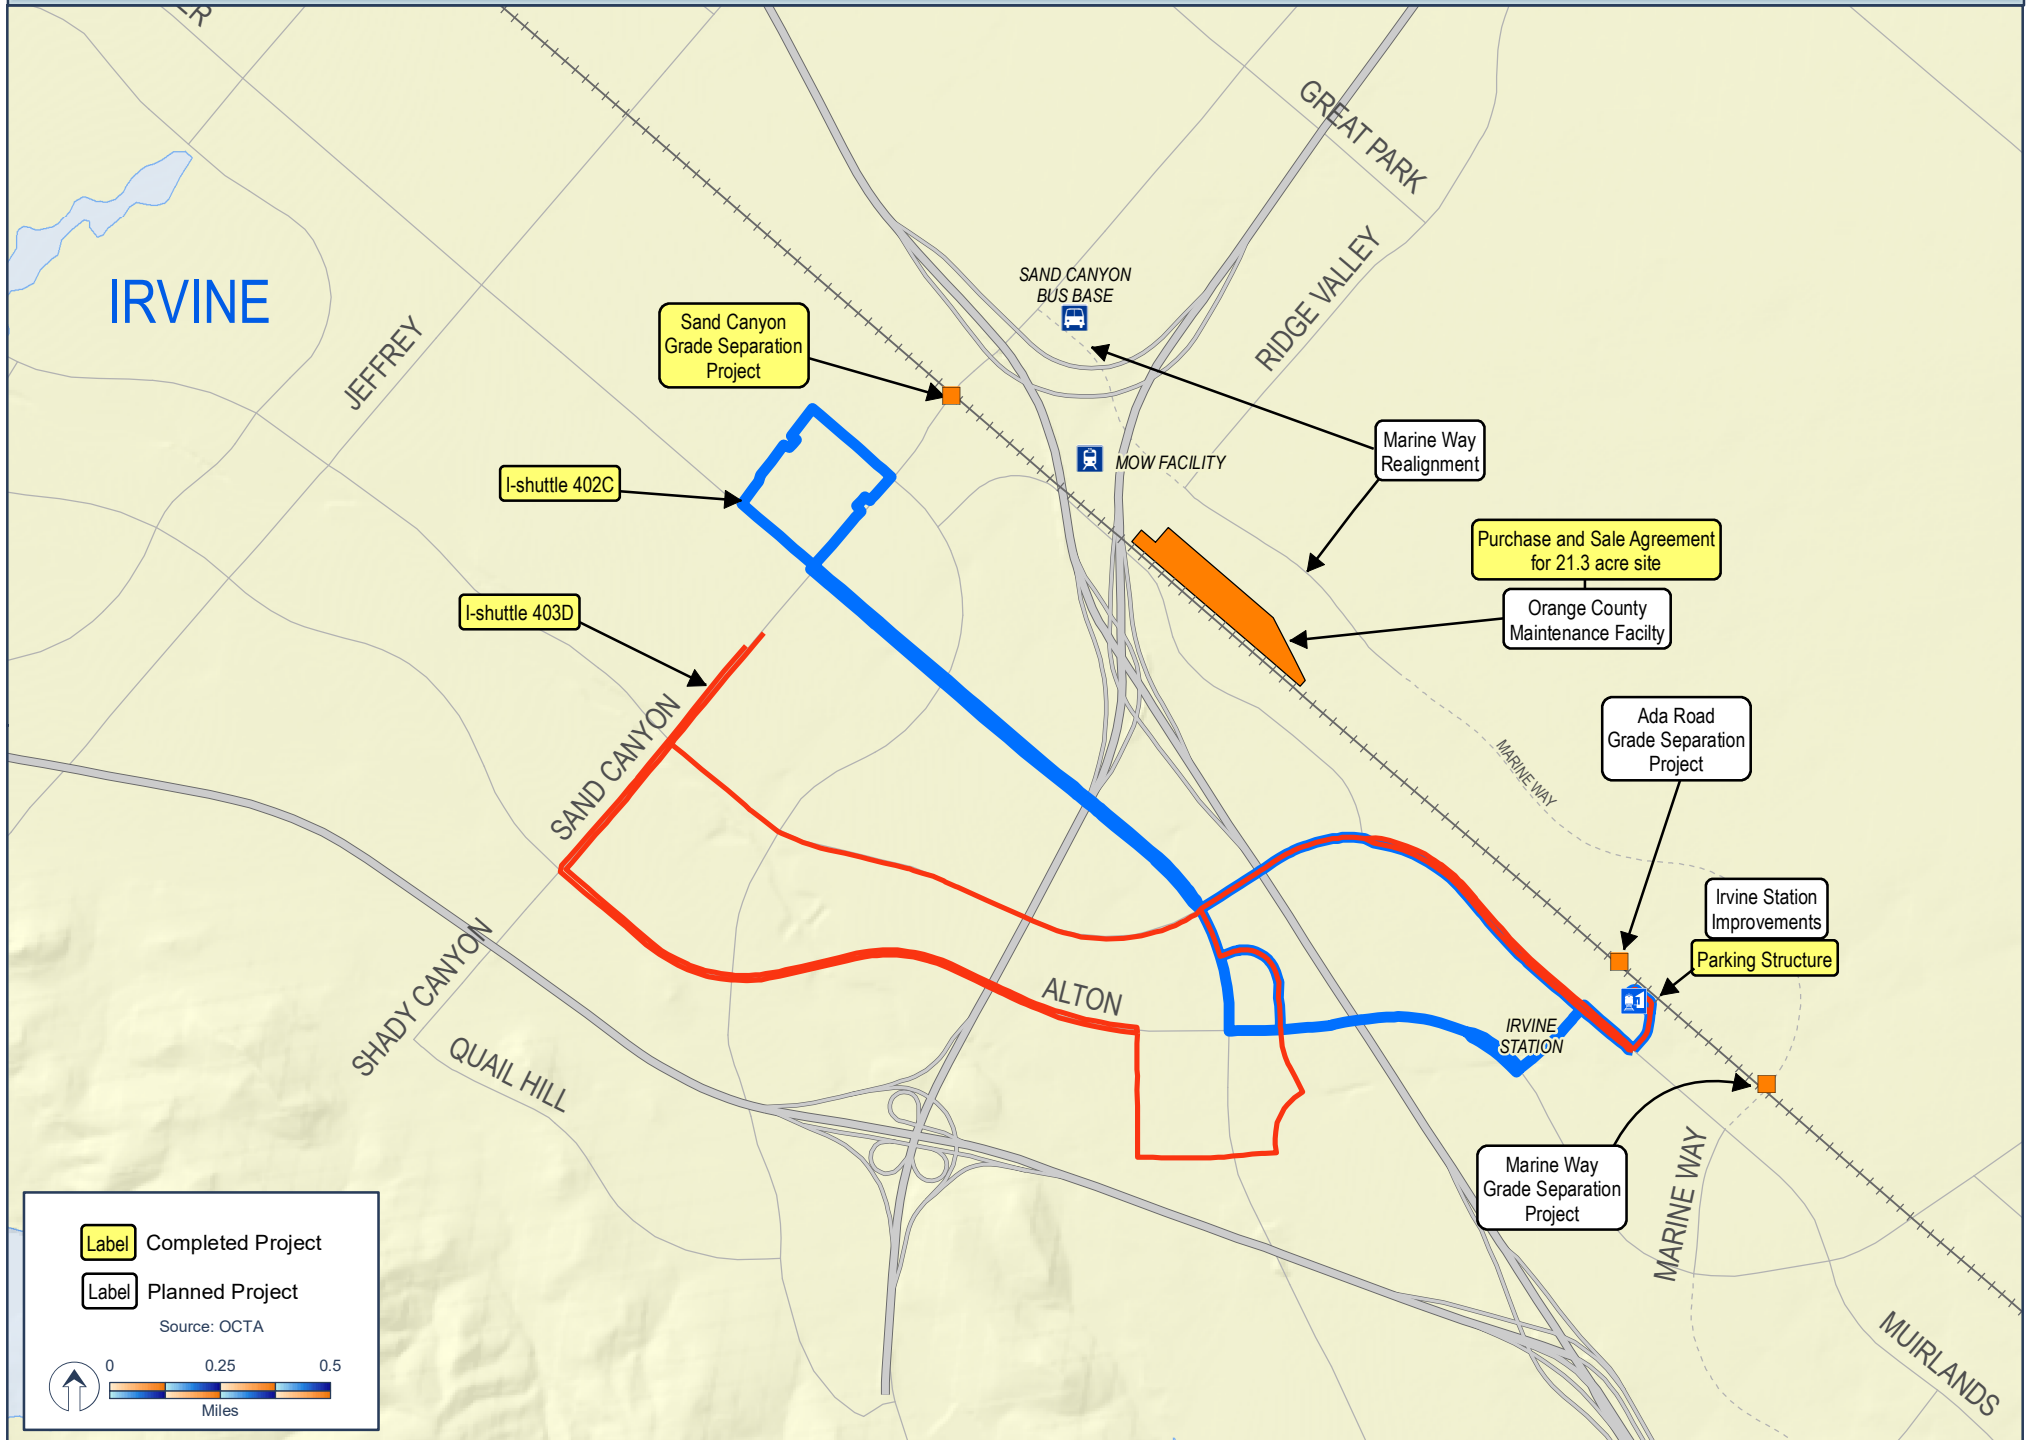 GREAT PARK
IRVINE
JEFFREY
SAND CANYON
BUS BASE
RIDGE VALLEY
Sand Canyon
Grade Separation
Project
Marine Way
Realignment
MOW FACILITY
I-shuttle 402C
Purchase and Sale Agreement
for 21.3 acre site
Orange County
Maintenance Facilty
I-shuttle 403D
SAND CANYON
Ada Road
Grade Separation
Project
MARINE WAY
Irvine Station
Improvements
Parking Structure
SHADY CANYON
ALTON
IRVINE
STATION
QUAIL HILL
Marine Way
Grade Separation
Project
MARINE WAY
MUIRLANDS
Label Completed Project
Label Planned Project
Source: OCTA
0 0.25 0.5
Miles